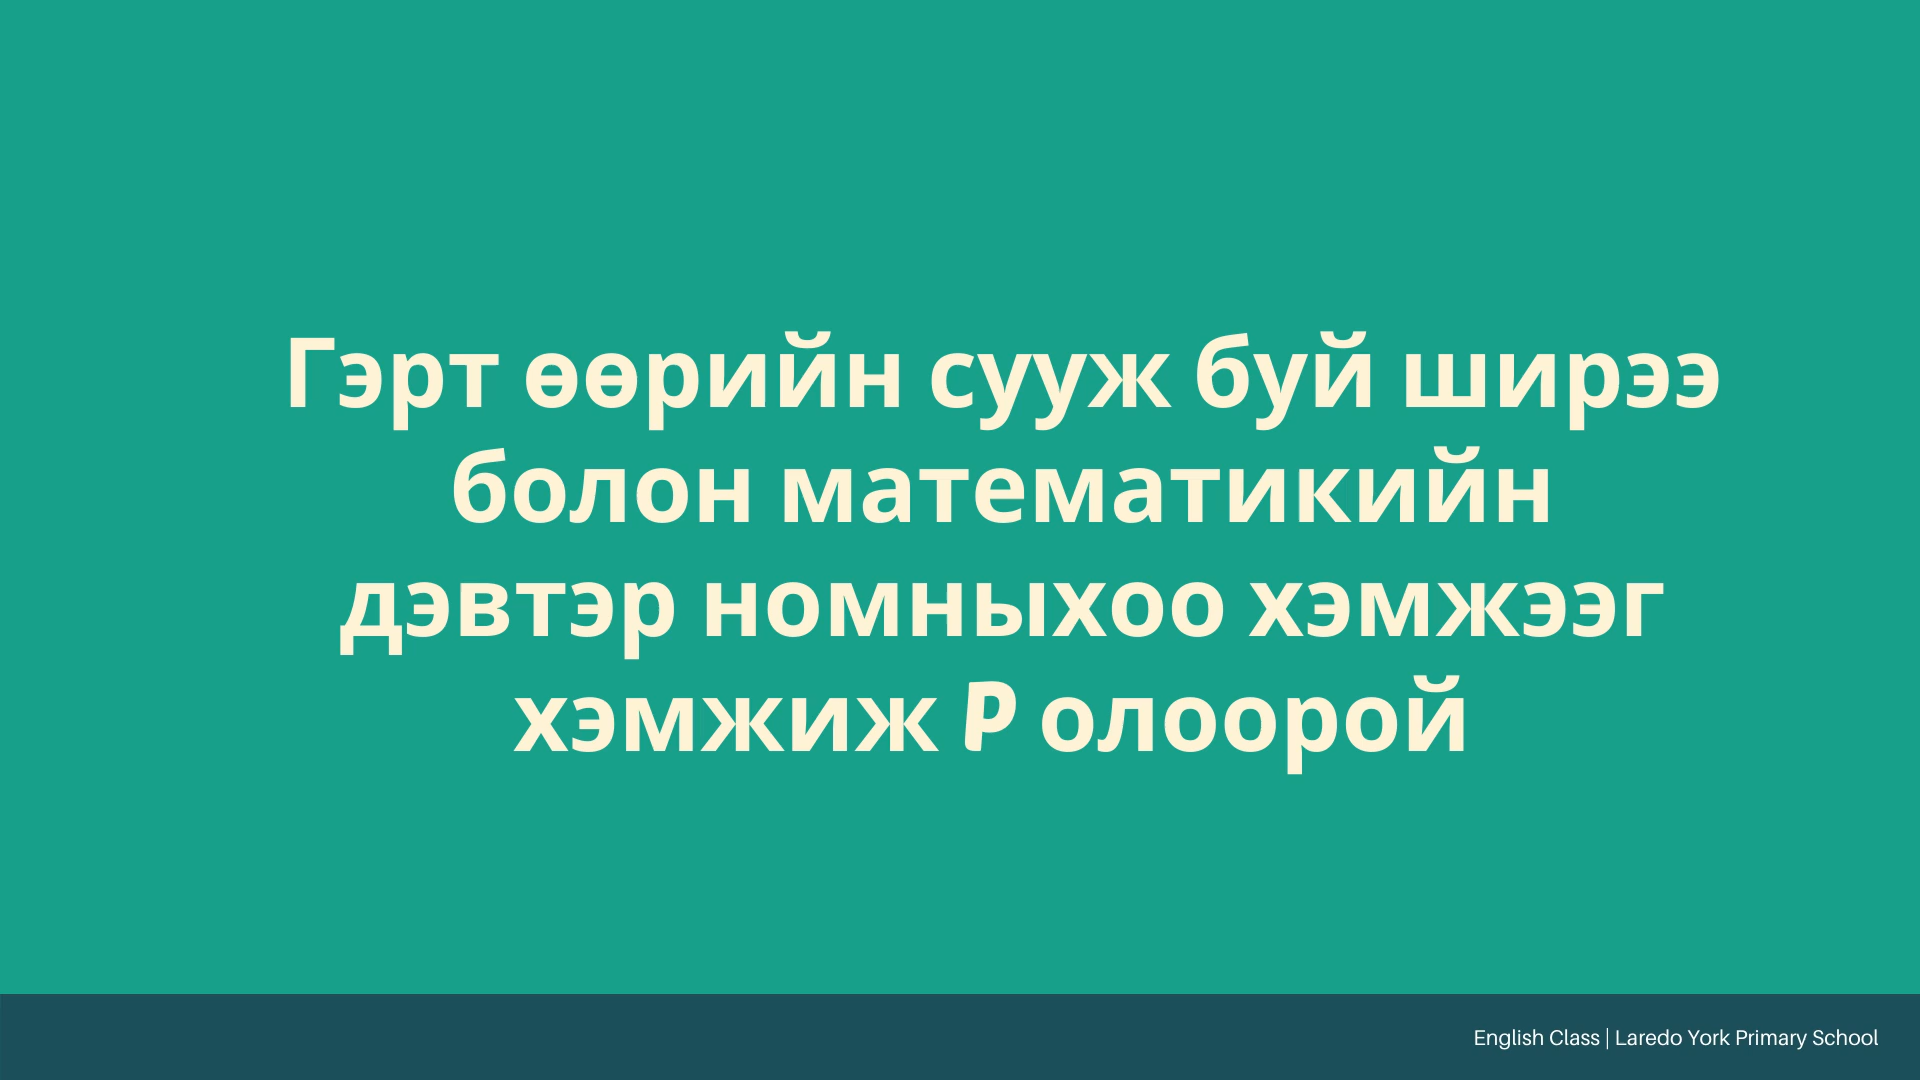 Гэрт өөрийн сууж буй ширээ
болон математикийн
дэвтэр номныхоо хэмжээг
хэмжиж P олоорой
English Class | Laredo York Primary School